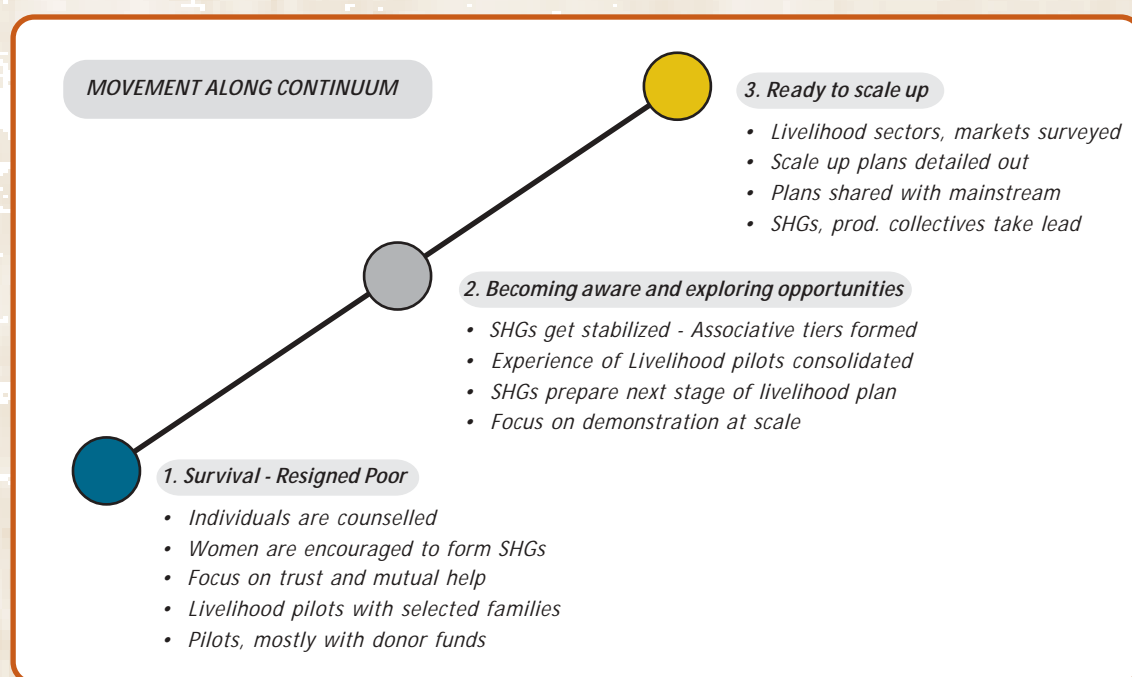 MOVEMENT ALONG CONTINUUM
3. Ready to scale up
• Livelihood sectors, markets surveyed
• Scale up plans detailed out
• Plans shared with mainstream
• SHGs, prod. collectives take lead
2. Becoming aware and exploring opportunities
• SHGs get stabilized - Associative tiers formed
• Experience of Livelihood pilots consolidated
• SHGs prepare next stage of livelihood plan
• Focus on demonstration at scale
1. Survival - Resigned Poor
• Individuals are counselled
• Women are encouraged to form SHGs
• Focus on trust and mutual help
• Livelihood pilots with selected families
• Pilots, mostly with donor funds